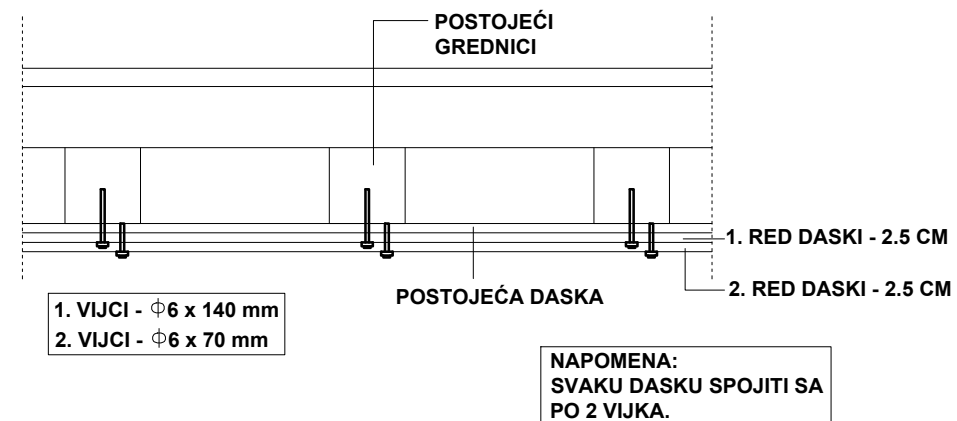 POSTOJEĆI
GREDNICI
1. RED DASKI - 2.5 CM
POSTOJEĆA DASKA
2. RED DASKI - 2.5 CM
1. VIJCI - Φ6 x 140 mm
2. VIJCI - Φ6 x 70 mm
NAPOMENA:
SVAKU DASKU SPOJITI SA
PO 2 VIJKA.